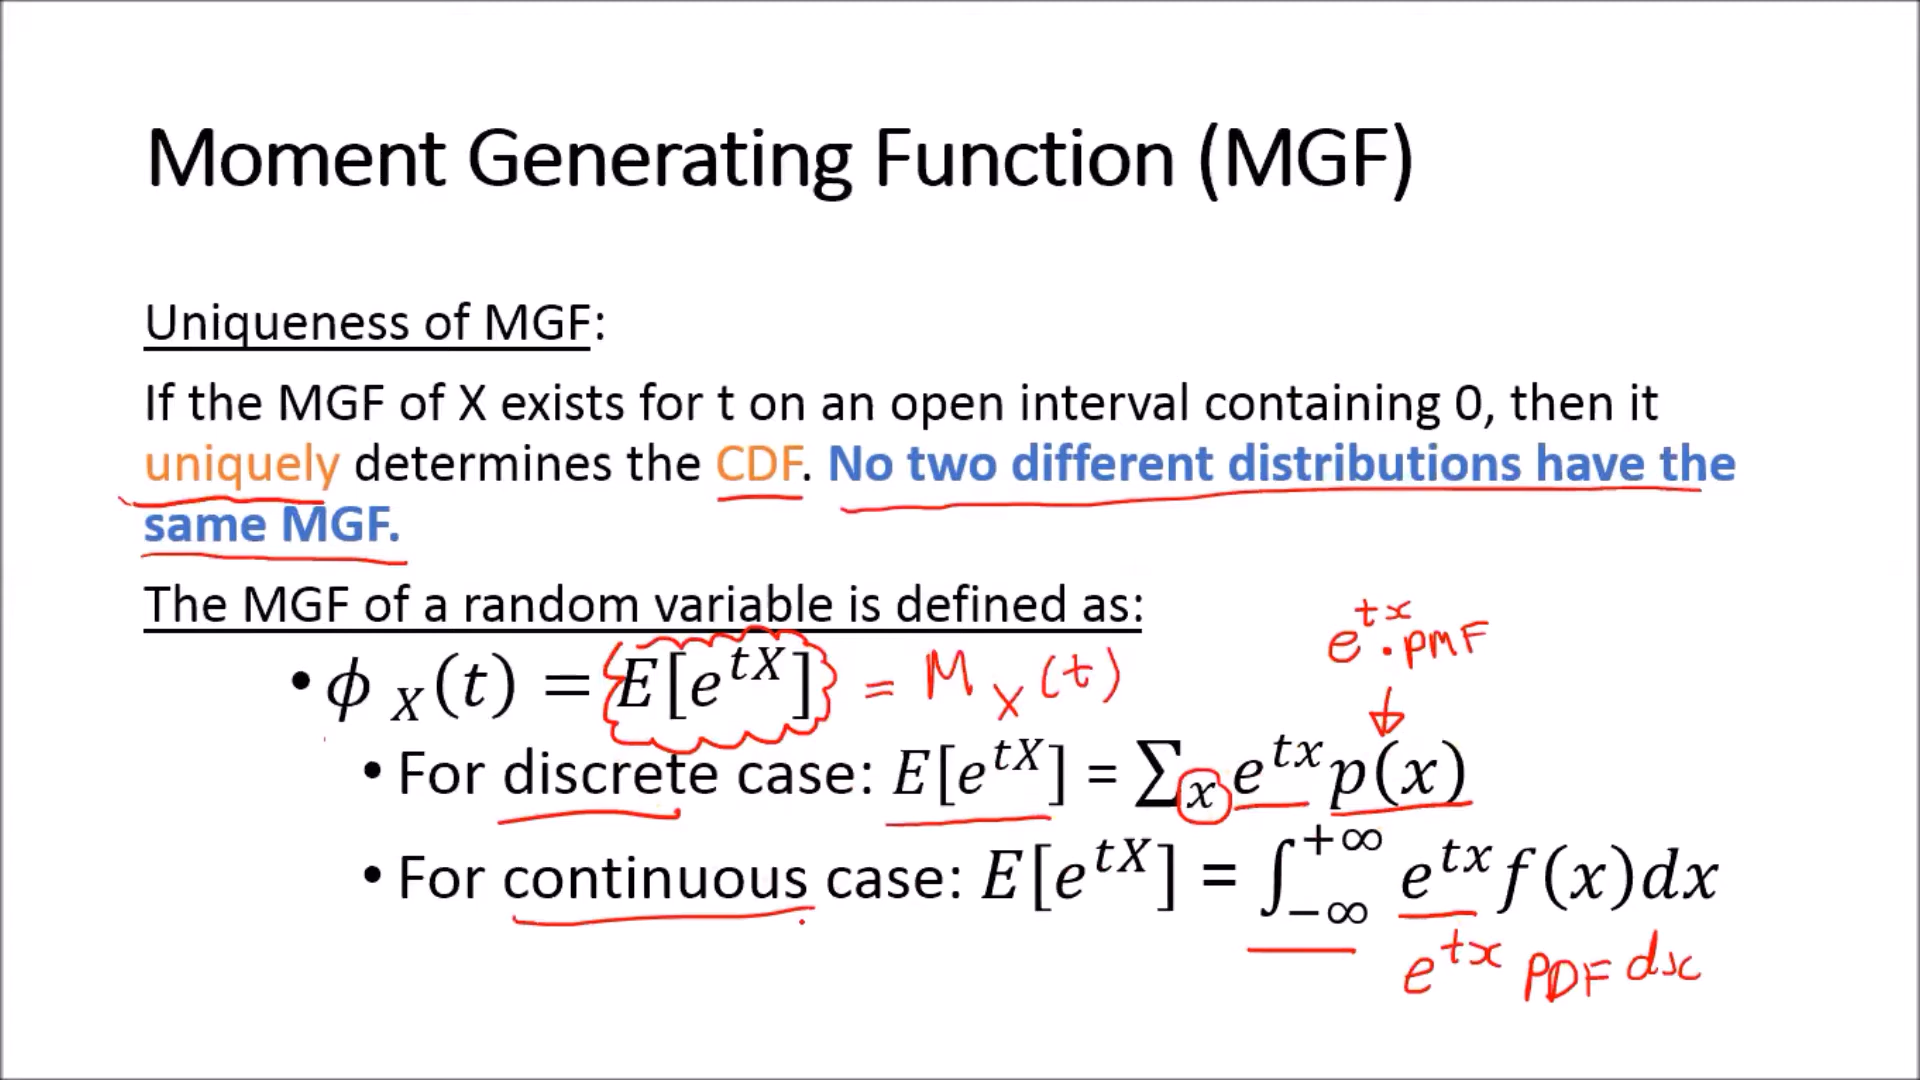 Moment Generating Function (MGF)
Uniqueness of MGF:
If the MGF of X exists for t on an open interval containing 0, then it
uniquely determines the CDF. No two different distributions have the
same MGF.
The MGF of a random variable is defined as:
e^{tx} · PMF
• ϕ_X(t) = E[e^{tX}] = M_X(t)
• For discrete case: E[e^{tX}] = ∑_x e^{tx} p(x)
• For continuous case: E[e^{tX}] = ∫_{-∞}^{+∞} e^{tx} f(x)dx
e^{tx} PDF dx